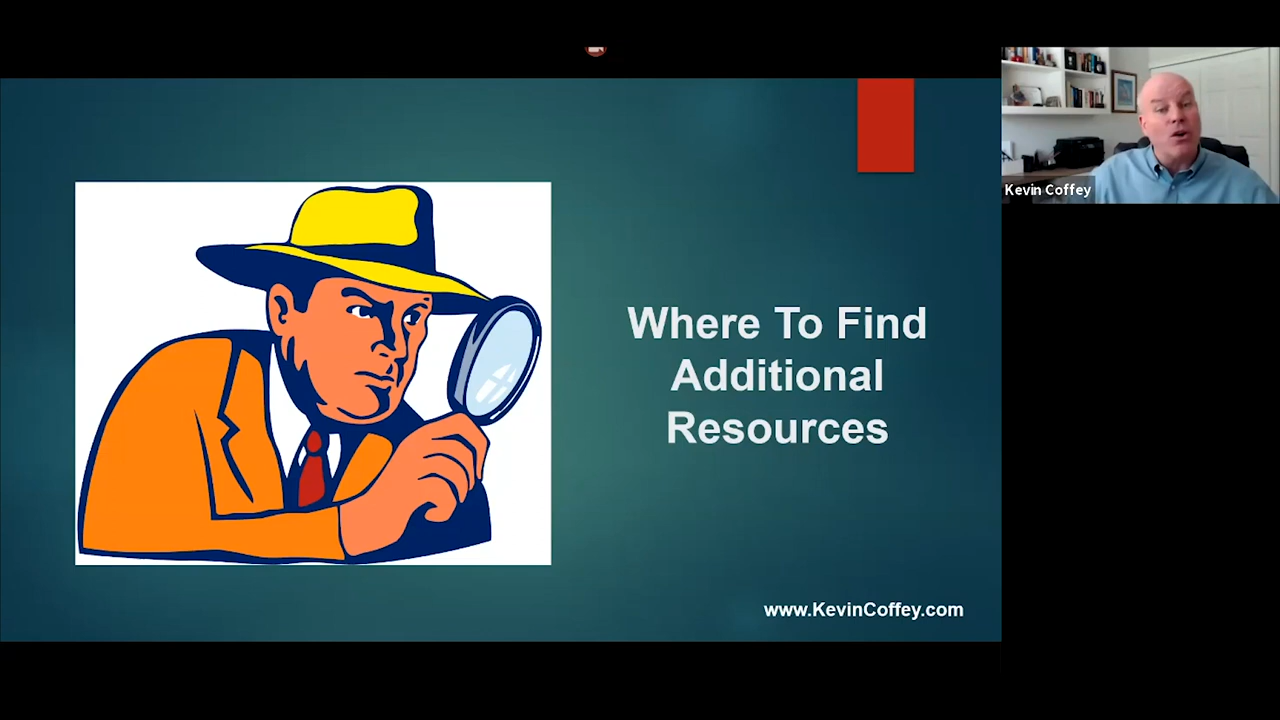 Where To Find
Additional
Resources
www.KevinCoffey.com
Kevin Coffey